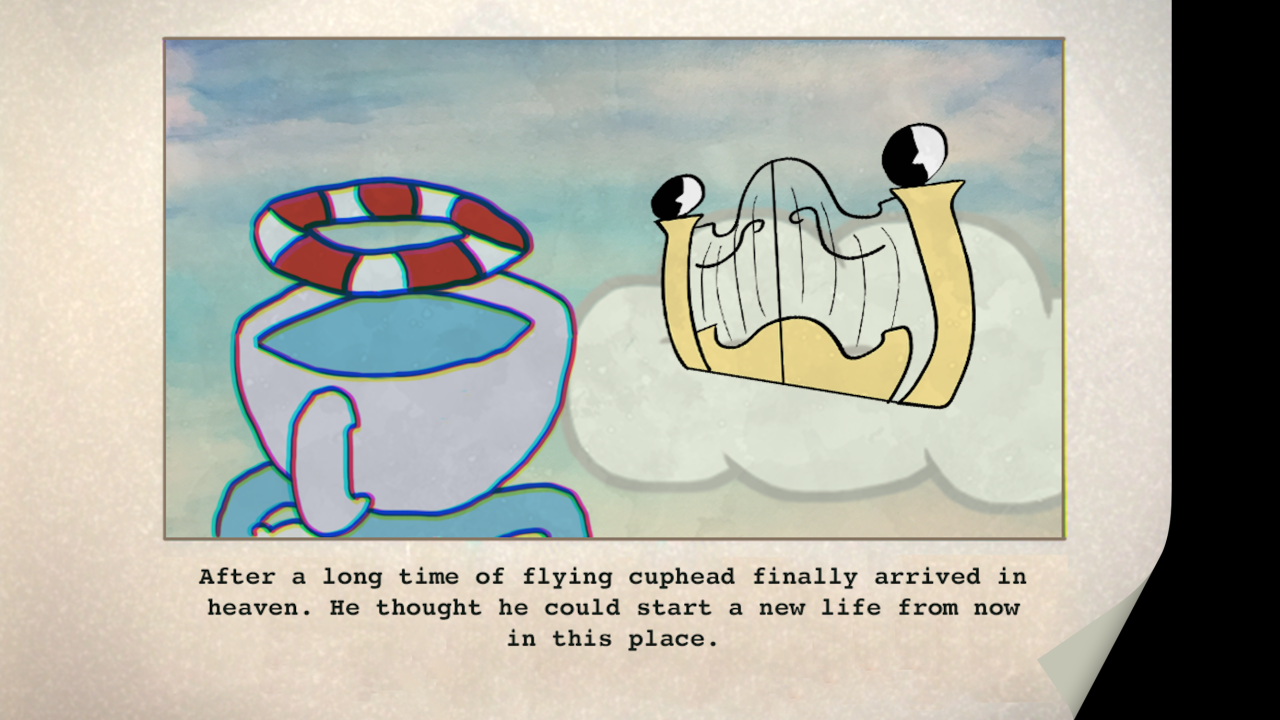 After a long time of flying cuphead finally arrived in
heaven. He thought he could start a new life from now
in this place.